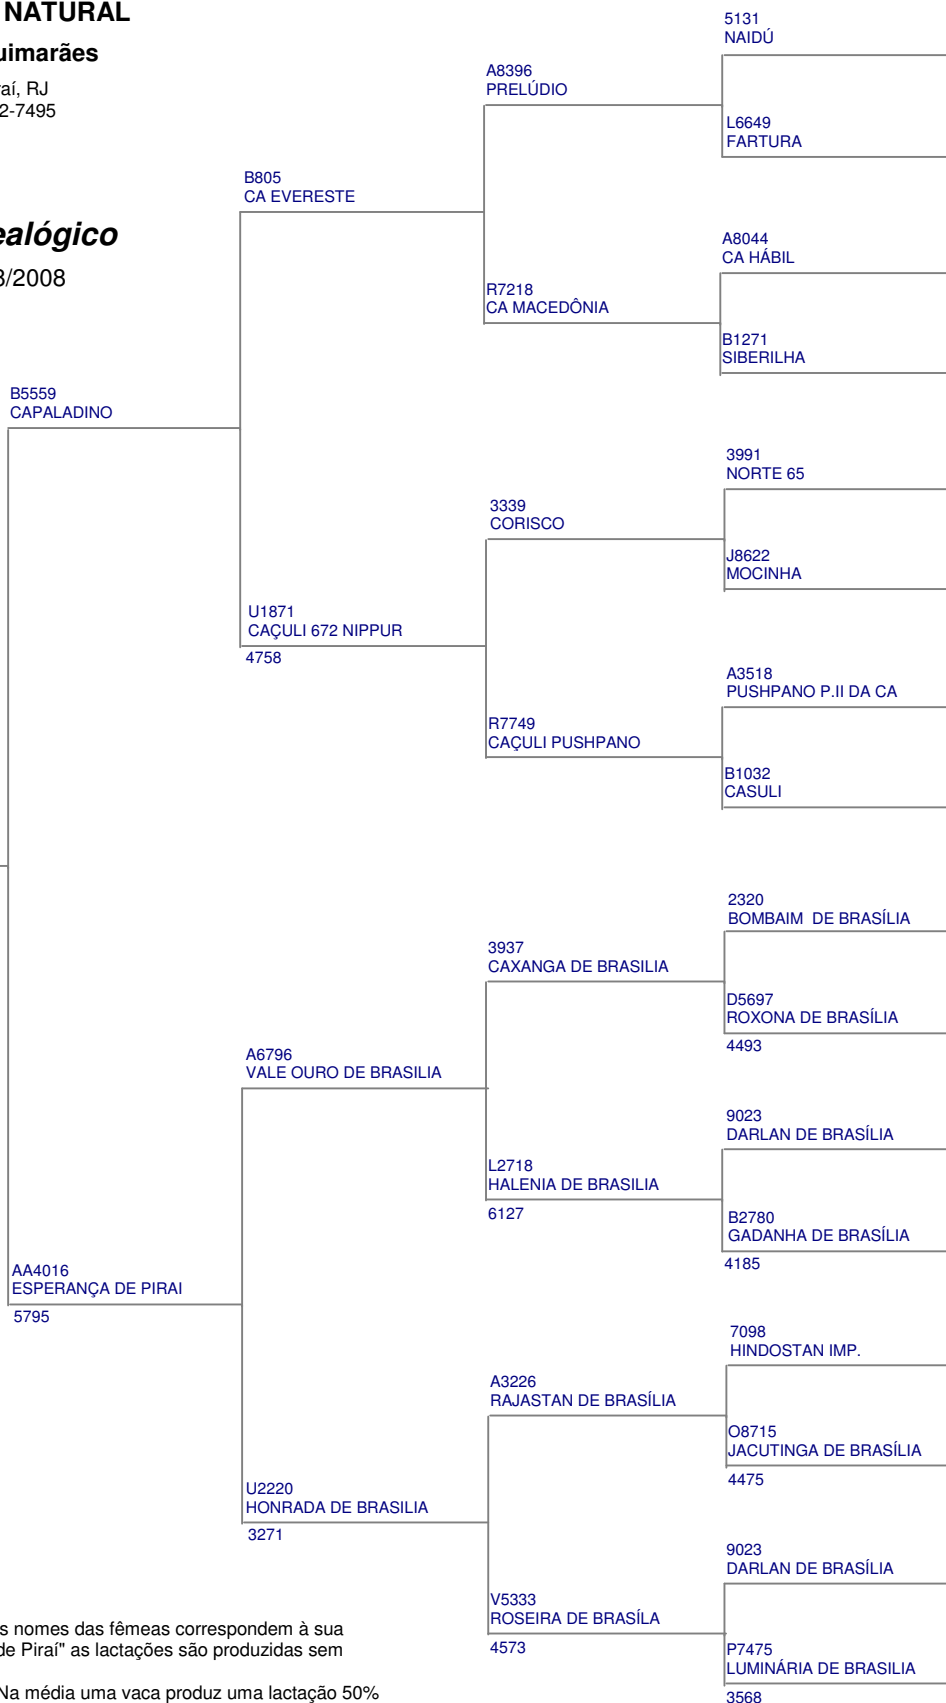 NATURAL
uimarães
raí, RJ
2-7495
ealógico
3/2008
5131
NAIDÚ
A8396
PRELÚDIO
L6649
FARTURA
B805
CA EVERESTE
A8044
CA HÁBIL
R7218
CA MACEDÔNIA
B1271
SIBERILHA
B5559
CAPALADINO
3991
NORTE 65
3339
CORISCO
J8622
MOCINHA
U1871
CAÇULI 672 NIPPUR
4758
A3518
PUSHPANO P.II DA CA
R7749
CAÇULI PUSHPANO
B1032
CASULI
2320
BOMBAIM  DE BRASÍLIA
3937
CAXANGA DE BRASILIA
D5697
ROXONA DE BRASÍLIA
4493
A6796
VALE OURO DE BRASILIA
9023
DARLAN DE BRASÍLIA
L2718
HALENIA DE BRASILIA
6127
B2780
GADANHA DE BRASÍLIA
4185
AA4016
ESPERANÇA DE PIRAI
5795
7098
HINDOSTAN IMP.
A3226
RAJASTAN DE BRASÍLIA
O8715
JACUTINGA DE BRASÍLIA
4475
U2220
HONRADA DE BRASILIA
3271
9023
DARLAN DE BRASÍLIA
V5333
ROSEIRA DE BRASÍLA
4573
P7475
LUMINÁRIA DE BRASILIA
3568
s nomes das fêmeas correspondem à sua
de Piraí" as lactações são produzidas sem
Na média uma vaca produz uma lactação 50%